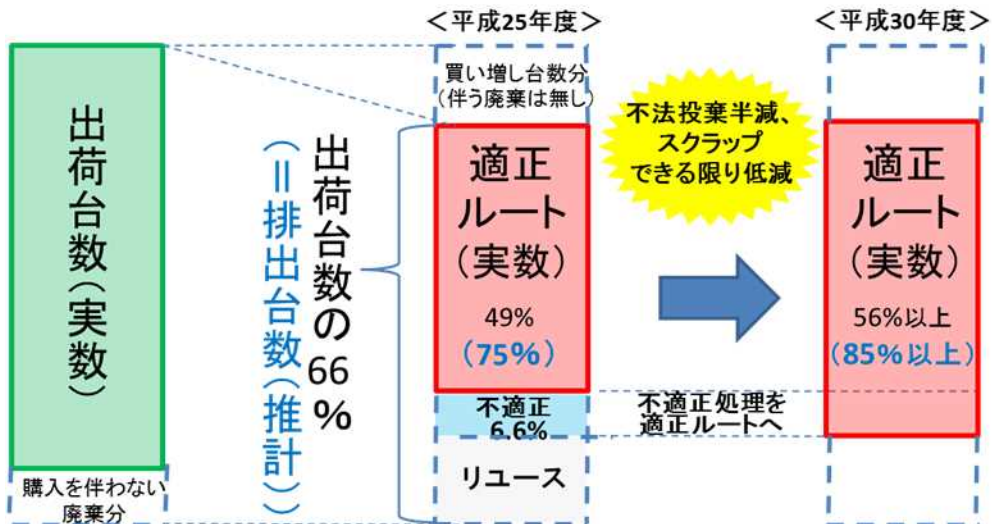 ＜平成25年度＞
＜平成30年度＞
出荷台数（実数）
購入を伴わない
廃棄分
出荷台数の66%
（＝排出台数（推計））
買い増し台数分
（伴う廃棄は無し）
適正
ルート
（実数）
49%
（75%）
不適正
6.6%
リユース
不法投棄半減、
スクラップ
できる限り低減
不適正処理を
適正ルートへ
適正
ルート
（実数）
56%以上
（85%以上）